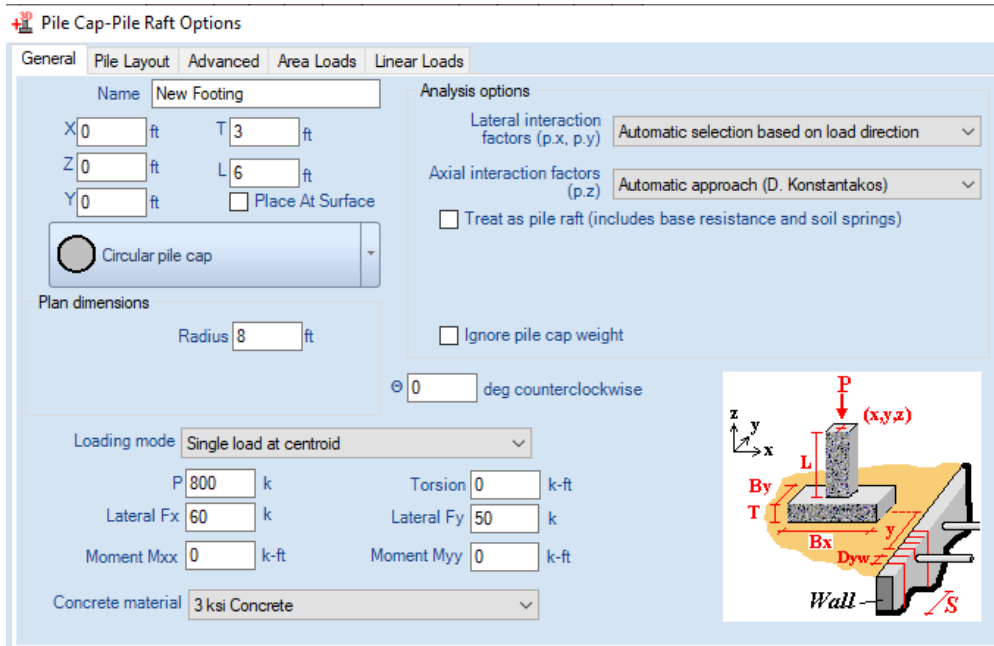 Pile Cap-Pile Raft Options
General Pile Layout Advanced Area Loads Linear Loads
Name New Footing
X 0 ft T 3 ft
Z 0 ft L 6 ft
Y 0 ft Place At Surface
Circular pile cap
Plan dimensions
Radius 8 ft
Analysis options
Lateral interaction
factors (p.x, p.y) Automatic selection based on load direction
Axial interaction factors
(p.z) Automatic approach (D. Konstantakos)
Treat as pile raft (includes base resistance and soil springs)
Ignore pile cap weight
Θ 0 deg counterclockwise
Loading mode Single load at centroid
P 800 k Torsion 0 k-ft
Lateral Fx 60 k Lateral Fy 50 k
Moment Mxx 0 k-ft Moment Myy 0 k-ft
Concrete material 3 ksi Concrete
P
z (x,y,z)
y
x
L
By
T
y
Bx
Dyw
Wall
S